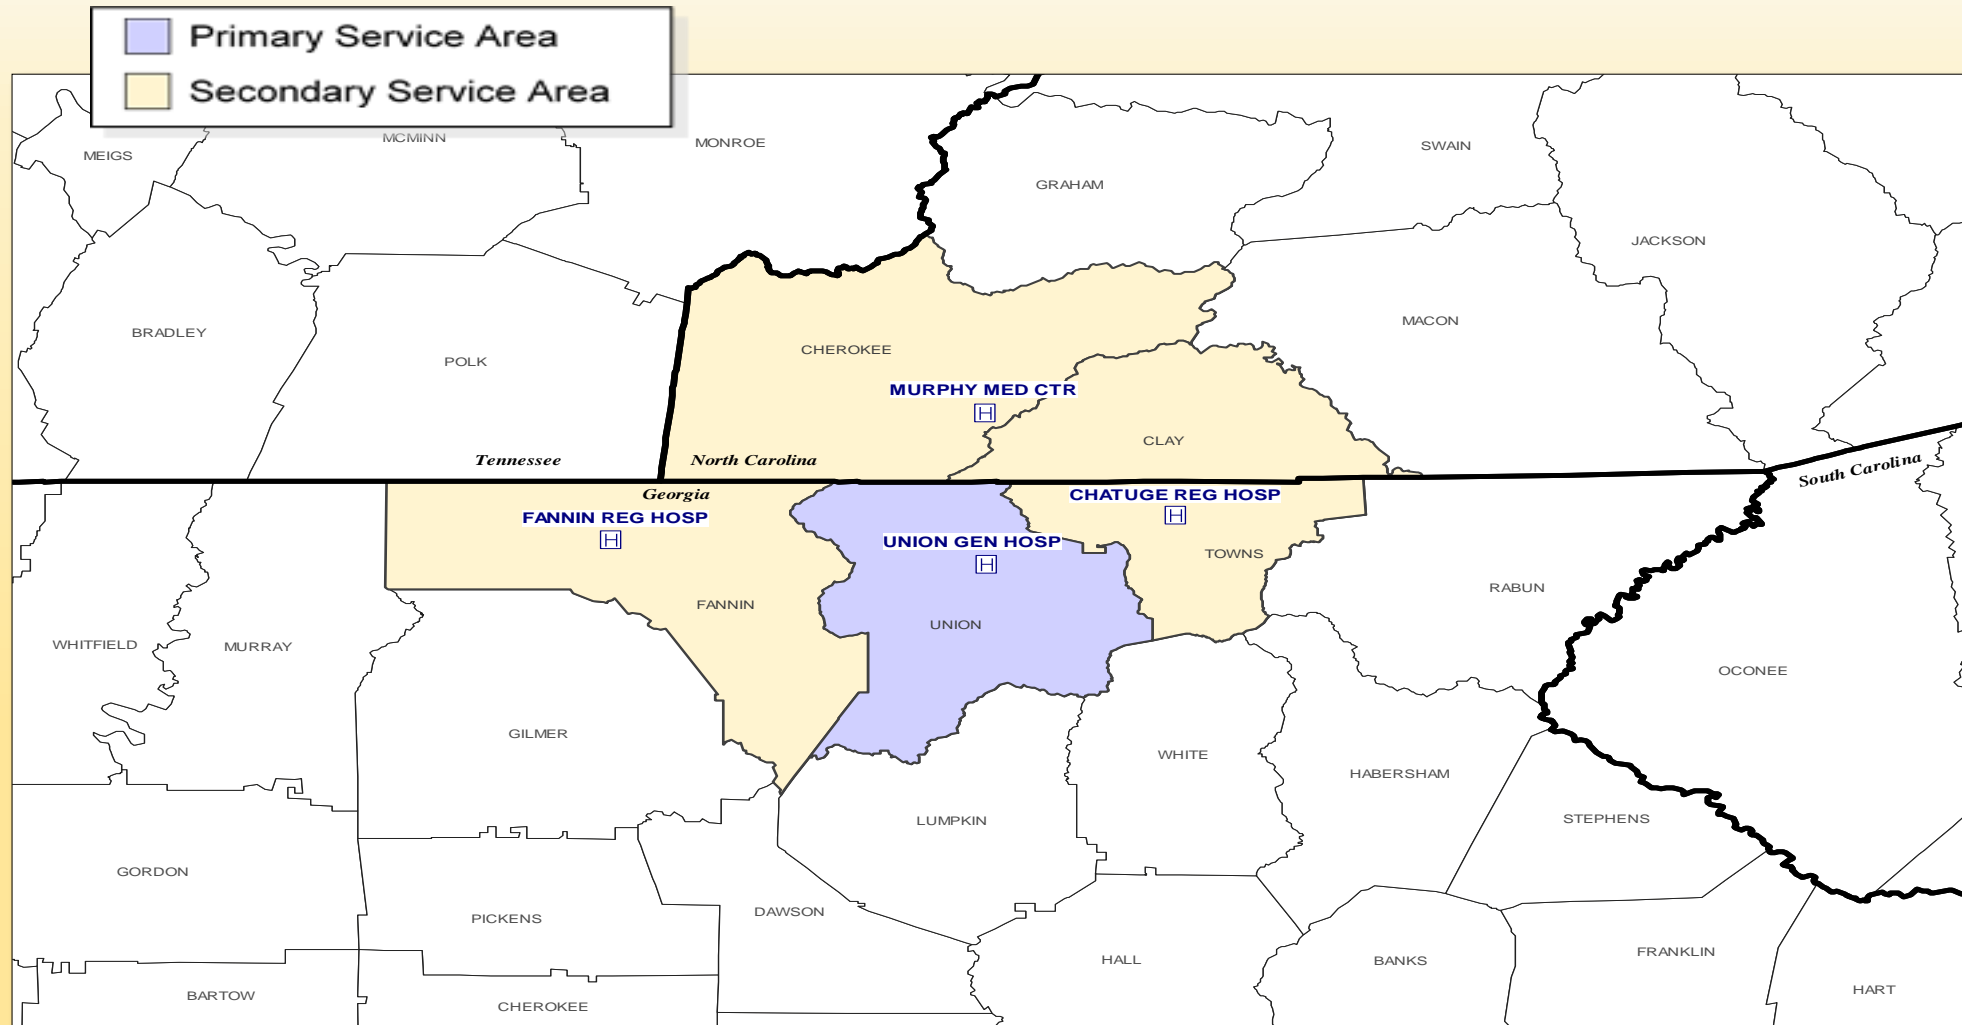 Primary Service Area
Secondary Service Area
MCMINN
MONROE
MEIGS
SWAIN
GRAHAM
JACKSON
BRADLEY
MACON
CHEROKEE
POLK
MURPHY MED CTR
CLAY
Tennessee
North Carolina
South Carolina
Georgia
CHATUGE REG HOSP
FANNIN REG HOSP
UNION GEN HOSP
TOWNS
RABUN
FANNIN
UNION
WHITFIELD
MURRAY
OCONEE
GILMER
WHITE
HABERSHAM
LUMPKIN
STEPHENS
GORDON
DAWSON
PICKENS
FRANKLIN
HALL
BANKS
HART
BARTOW
CHEROKEE
H
H
H
H